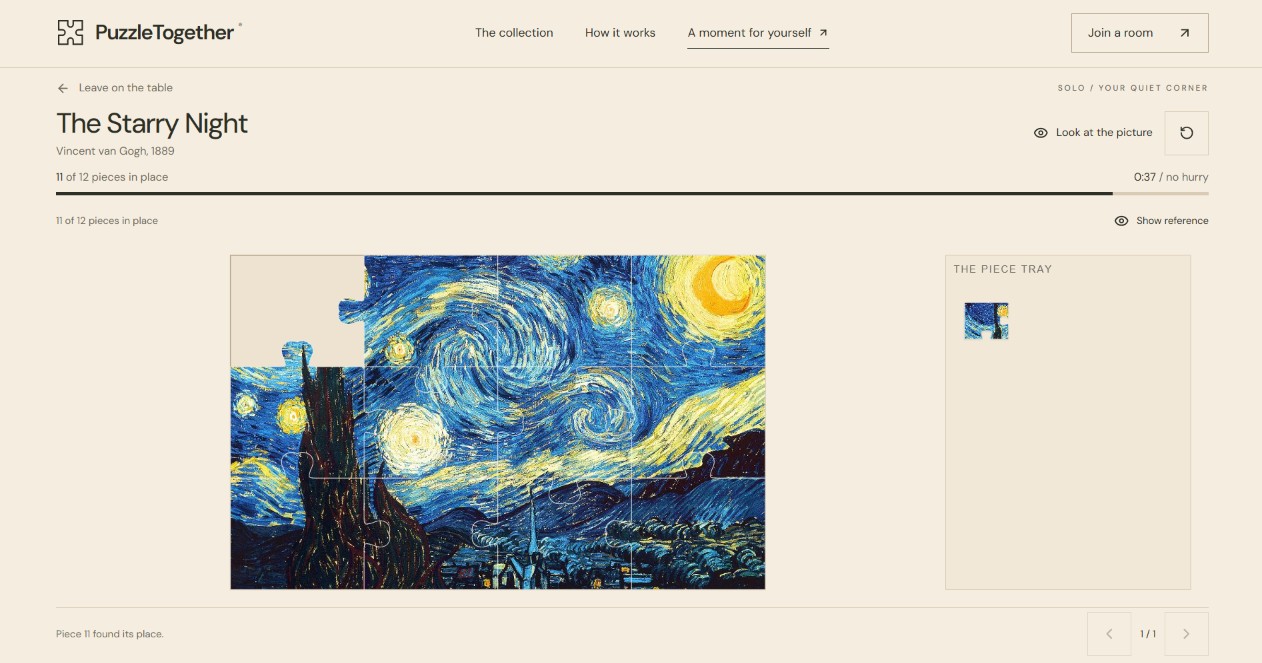 PuzzleTogether
The collection
How it works
A moment for yourself
Join a room
Leave on the table
SOLO / YOUR QUIET CORNER
The Starry Night
Look at the picture
Vincent van Gogh, 1889
11 of 12 pieces in place
0:37 / no hurry
11 of 12 pieces in place
Show reference
THE PIECE TRAY
Piece 11 found its place.
1 / 1